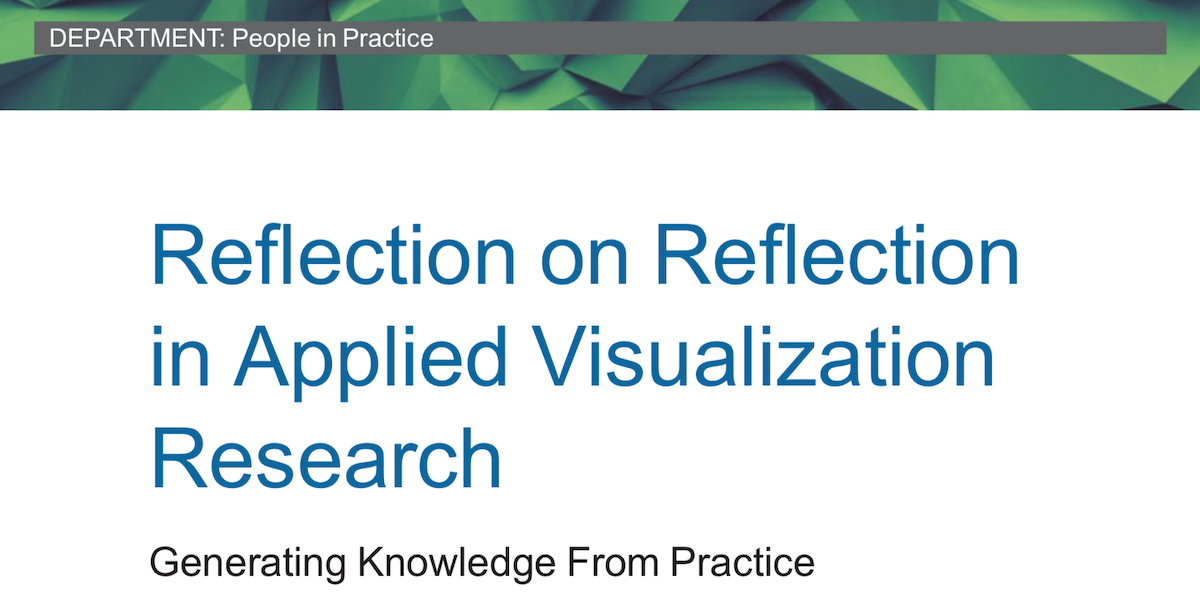 DEPARTMENT: People in Practice
Reflection on Reflection
in Applied Visualization
Research
Generating Knowledge From Practice